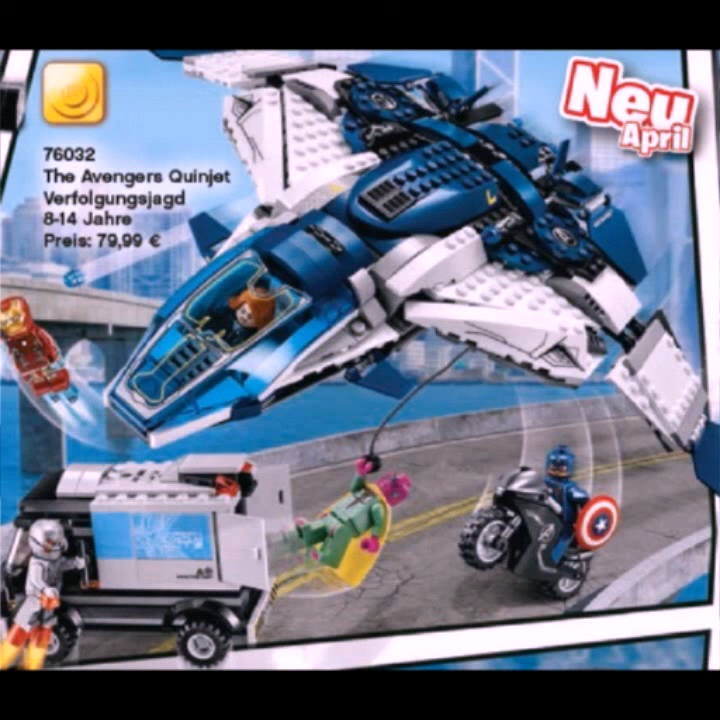 76032
The Avengers Quinjet
Verfolgungsjagd
8-14 Jahre
Preis: 79,99 €
Neu
April